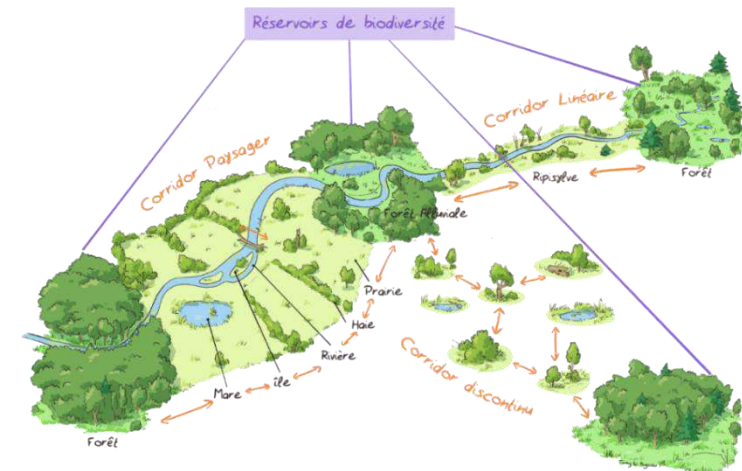 Réservoirs de biodiversité
Corridor Paysager
Corridor Linéaire
Ripisylve
Forêt
Forêt Alluviale
Prairie
Haie
Rivière
île
Mare
Forêt
Corridor discontinu